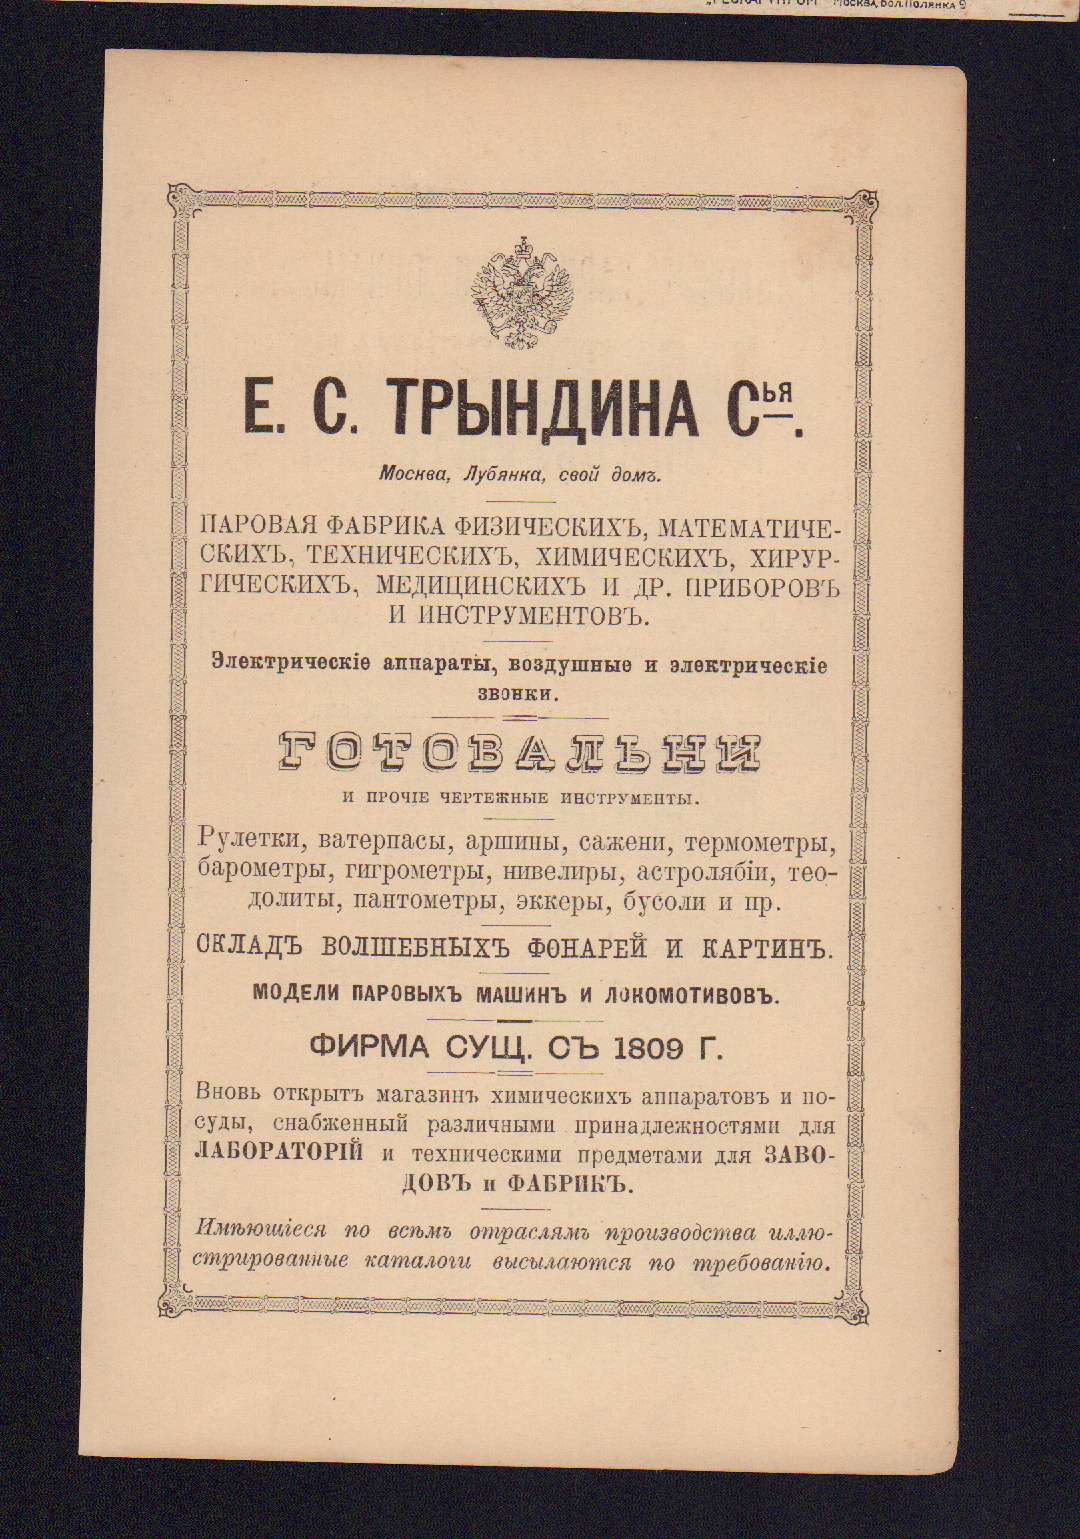 Москва, Бол. Полянка 9
Е. С. ТРЫНДИНА Сья.
Москва, Лубянка, свой домъ.
ПАРОВАЯ ФАБРИКА ФИЗИЧЕСКИХЪ, МАТЕМАТИЧЕ-
СКИХЪ, ТЕХНИЧЕСКИХЪ, ХИМИЧЕСКИХЪ, ХИРУР-
ГИЧЕСКИХЪ, МЕДИЦИНСКИХЪ И ДР. ПРИБОРОВЪ
И ИНСТРУМЕНТОВЪ.
Электрическіе аппараты, воздушные и электрическіе
звонки.
ГОТОВАЛЬНИ
И ПРОЧІЕ ЧЕРТЕЖНЫЕ ИНСТРУМЕНТЫ.
Рулетки, ватерпасы, аршины, сажени, термометры,
барометры, гигрометры, нивелиры, астролябіи, тео-
долиты, пантометры, эккеры, бусоли и пр.
СКЛАДЪ ВОЛШЕБНЫХЪ ФОНАРЕЙ И КАРТИНЪ.
МОДЕЛИ ПАРОВЫХЪ МАШИНЪ И ЛОКОМОТИВОВЪ.
ФИРМА СУЩ. СЪ 1809 Г.
Вновь открытъ магазинъ химическихъ аппаратовъ и по-
суды, снабженный различными принадлежностями для
ЛАБОРАТОРІЙ и техническими предметами для ЗАВО-
ДОВЪ и ФАБРИКЪ.
Имѣющіеся по всѣмъ отраслямъ производства иллю-
стрированные каталоги высылаются по требованію.